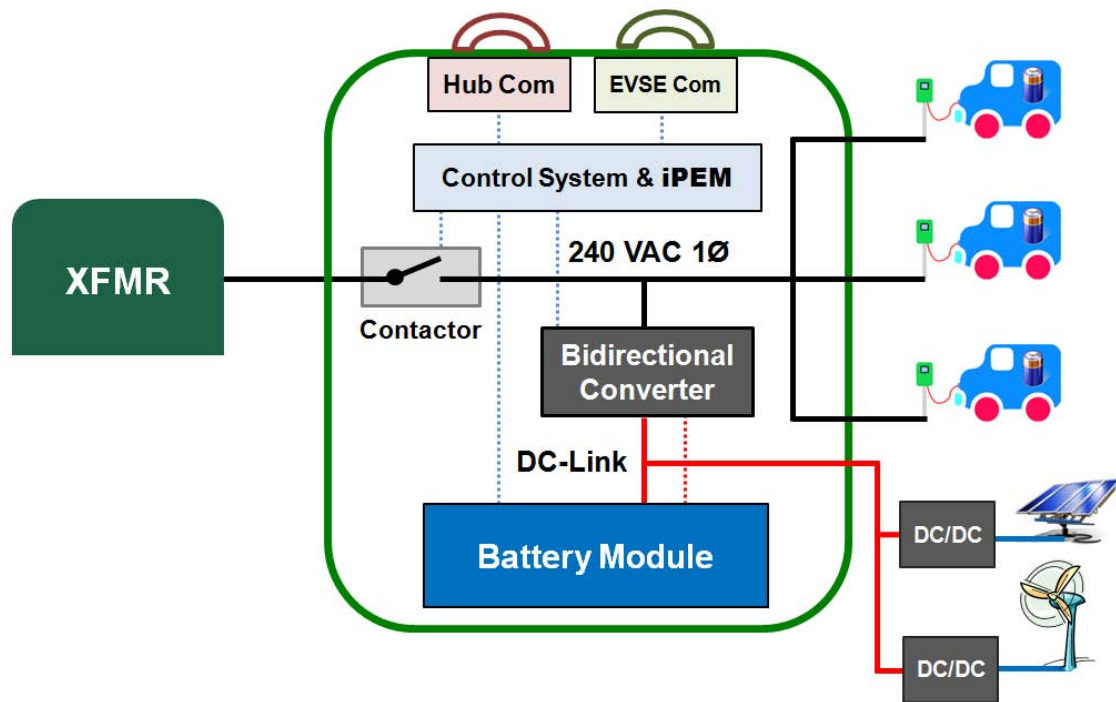 Hub Com
EVSE Com
Control System & iPEM
XFMR
240 VAC 1Ø
Contactor
Bidirectional
Converter
DC-Link
Battery Module
DC/DC
DC/DC